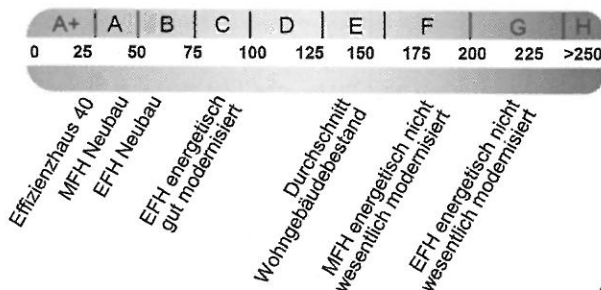 A+ A B C D E F G H
0 25 50 75 100 125 150 175 200 225 >250
Effizienzhaus 40
MFH Neubau
EFH Neubau
EFH energetisch
gut modernisiert
Durchschnitt
Wohngebäudebestand
MFH energetisch nicht
wesentlich modernisiert
EFH energetisch nicht
wesentlich modernisiert